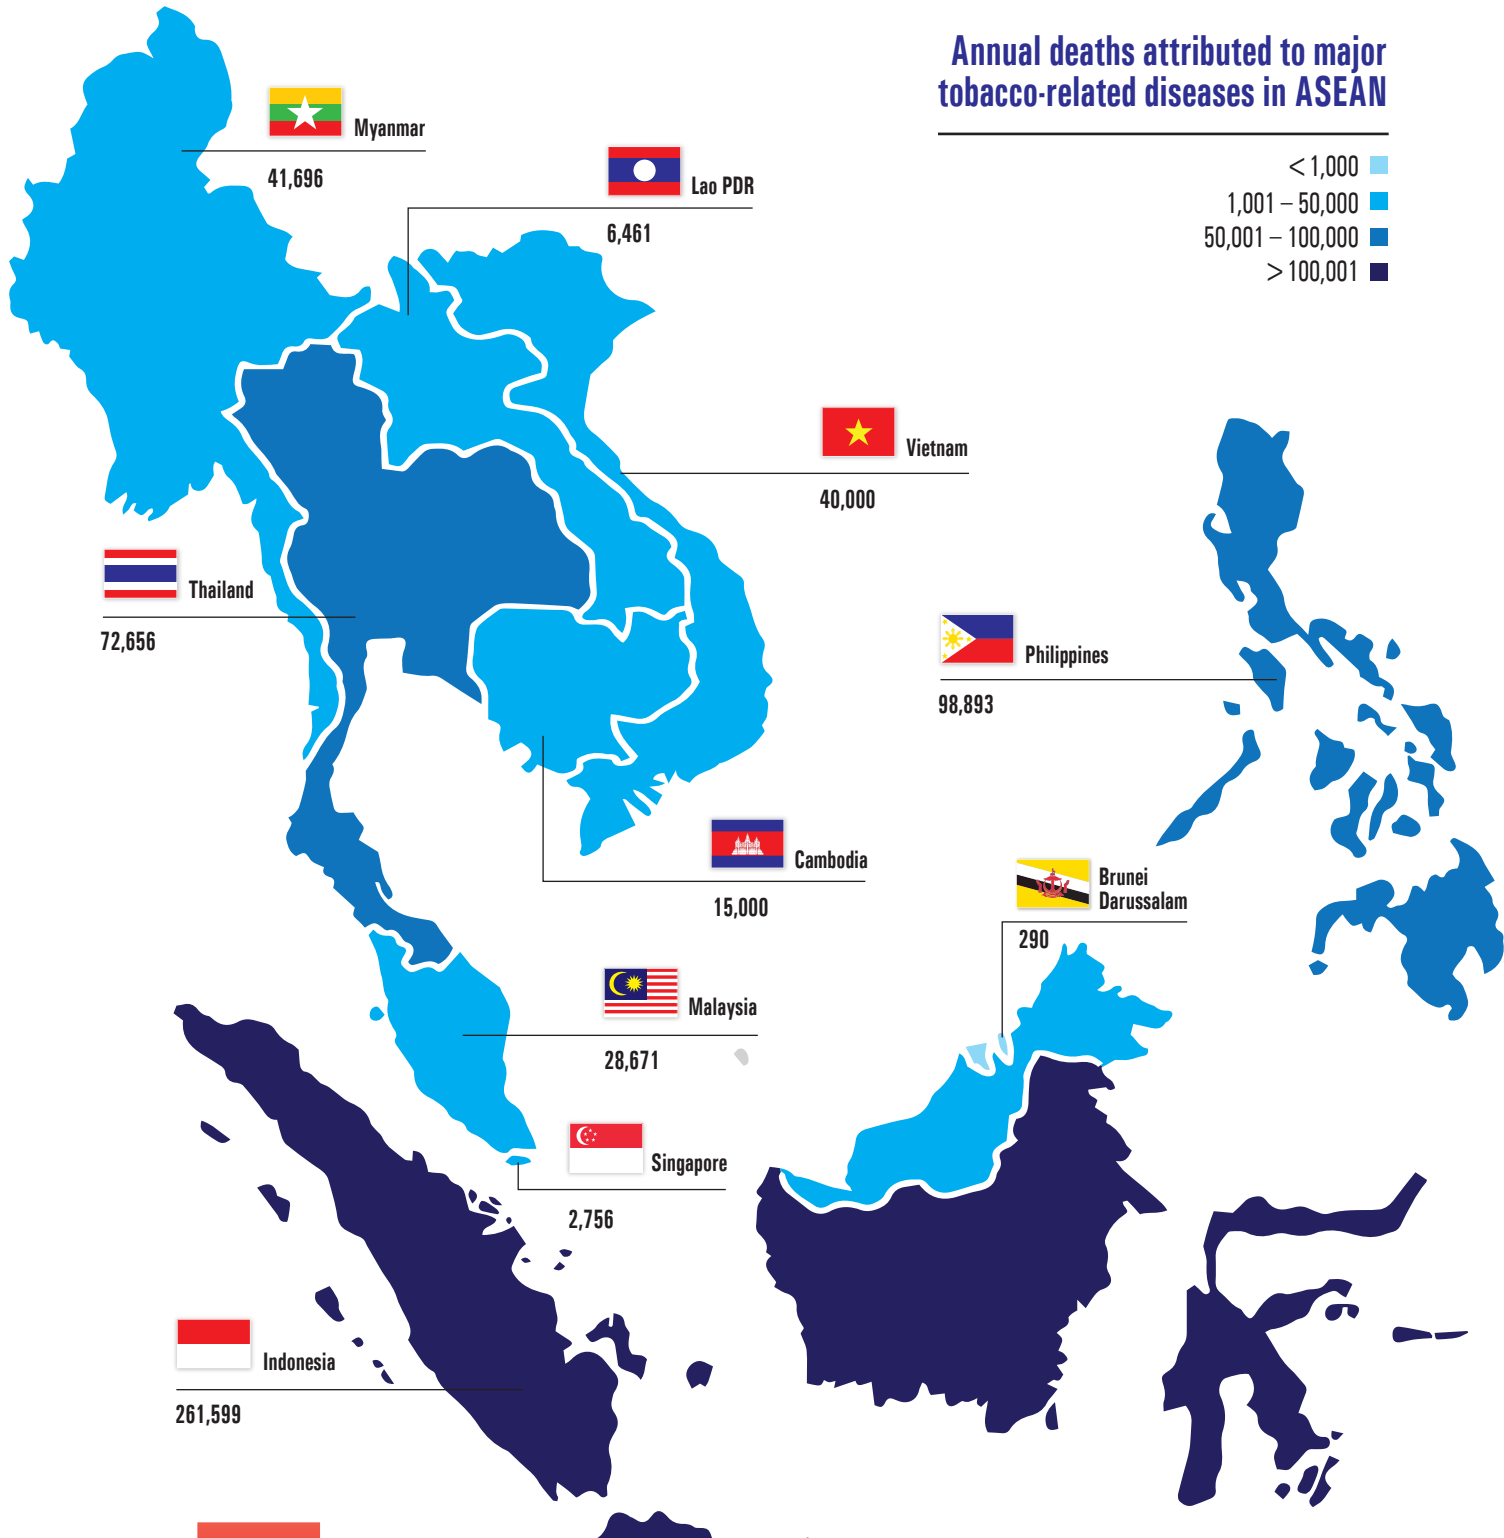 Annual deaths attributed to major
tobacco-related diseases in ASEAN
< 1,000
1,001 – 50,000
50,001 – 100,000
> 100,001
Myanmar
41,696
Lao PDR
6,461
Vietnam
40,000
Thailand
72,656
Philippines
98,893
Cambodia
15,000
Brunei
Darussalam
290
Malaysia
28,671
Singapore
2,756
Indonesia
261,599